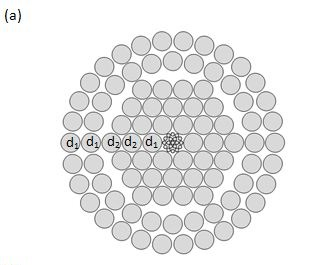 (a)
d₁ d₁ d₂ d₂ d₁